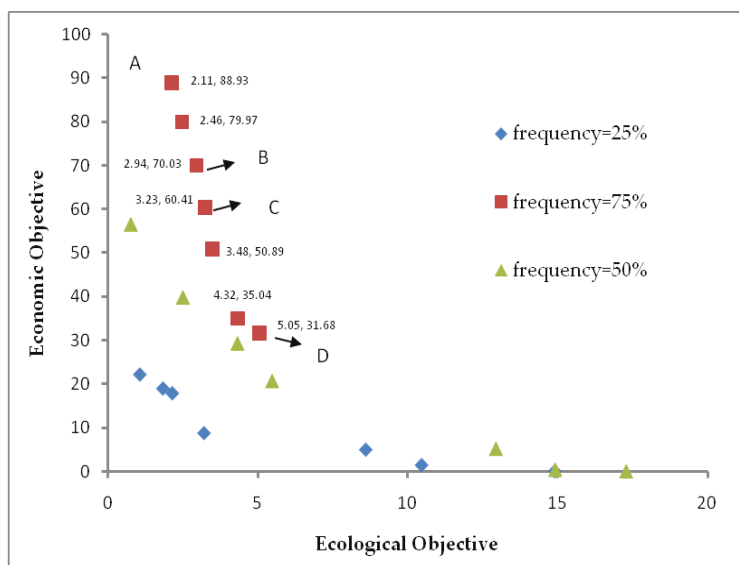 100
90
80
70
60
50
40
30
20
10
0
Economic Objective
A
2.11, 88.93
2.46, 79.97
2.94, 70.03
B
3.23, 60.41
C
3.48, 50.89
4.32, 35.04
5.05, 31.68
D
frequency=25%
frequency=75%
frequency=50%
0
5
10
15
20
Ecological Objective